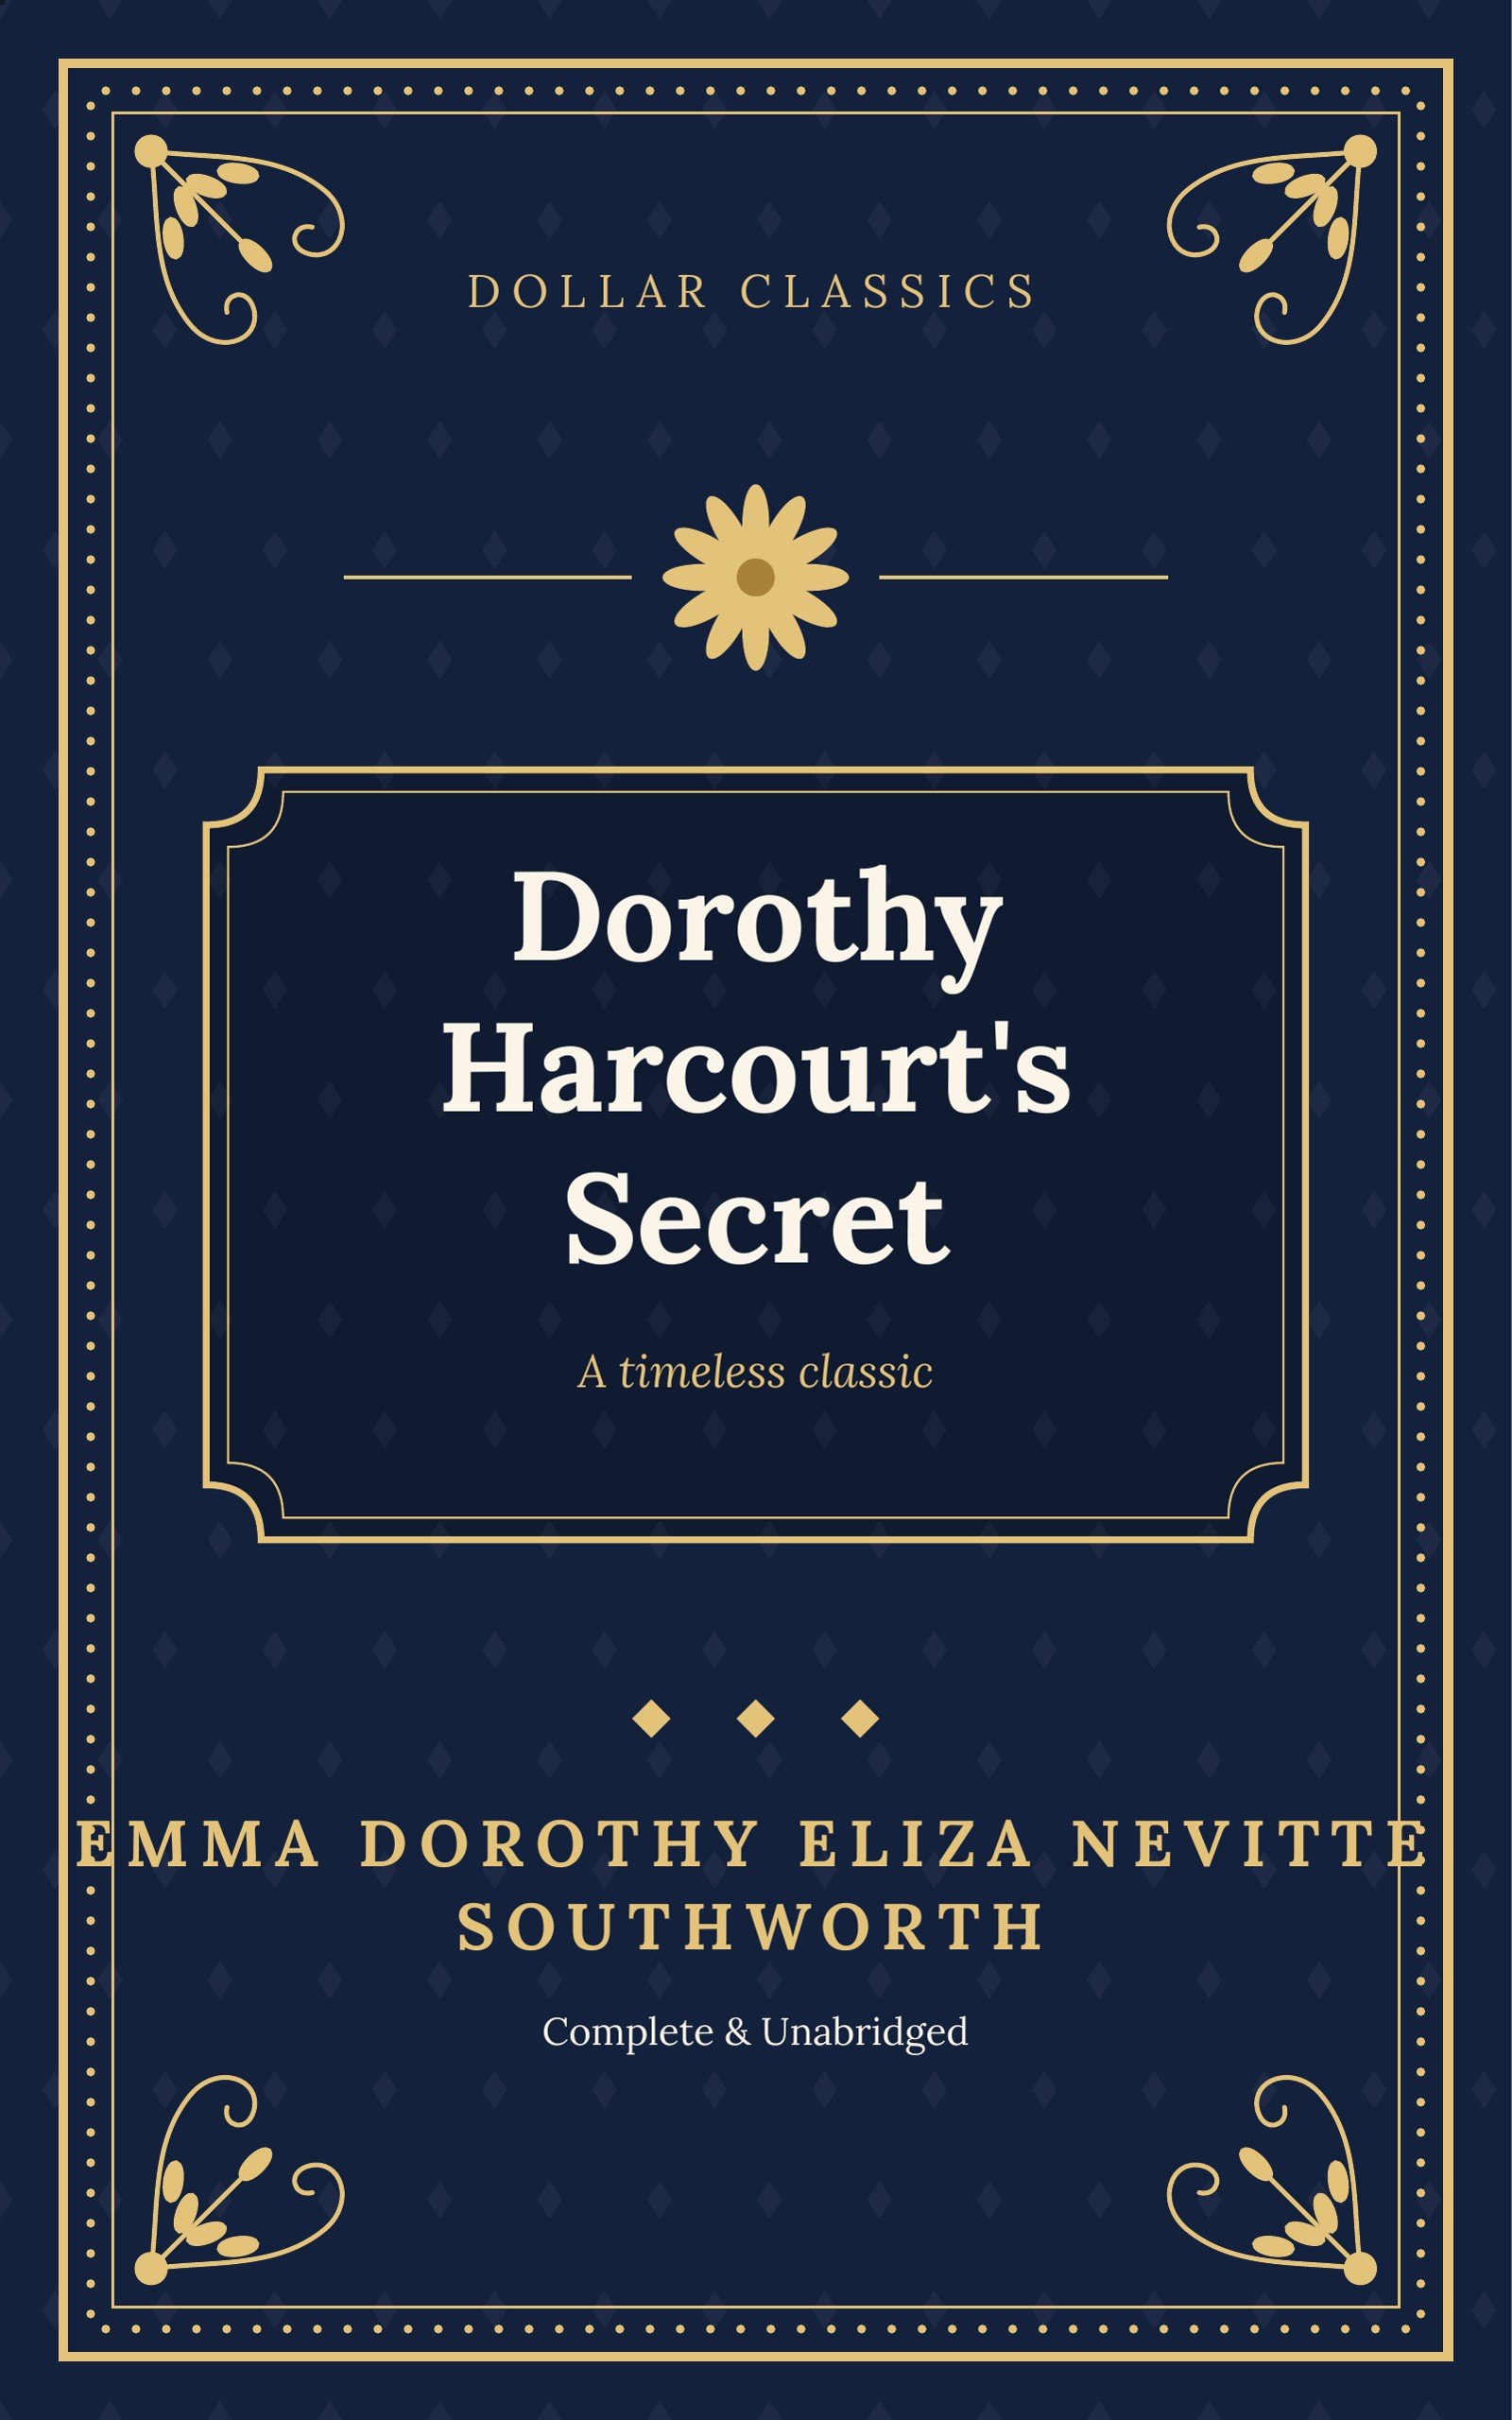 DOLLAR CLASSICS
Dorothy
Harcourt's
Secret
A timeless classic
EMMA DOROTHY ELIZA NEVITTE
SOUTHWORTH
Complete & Unabridged